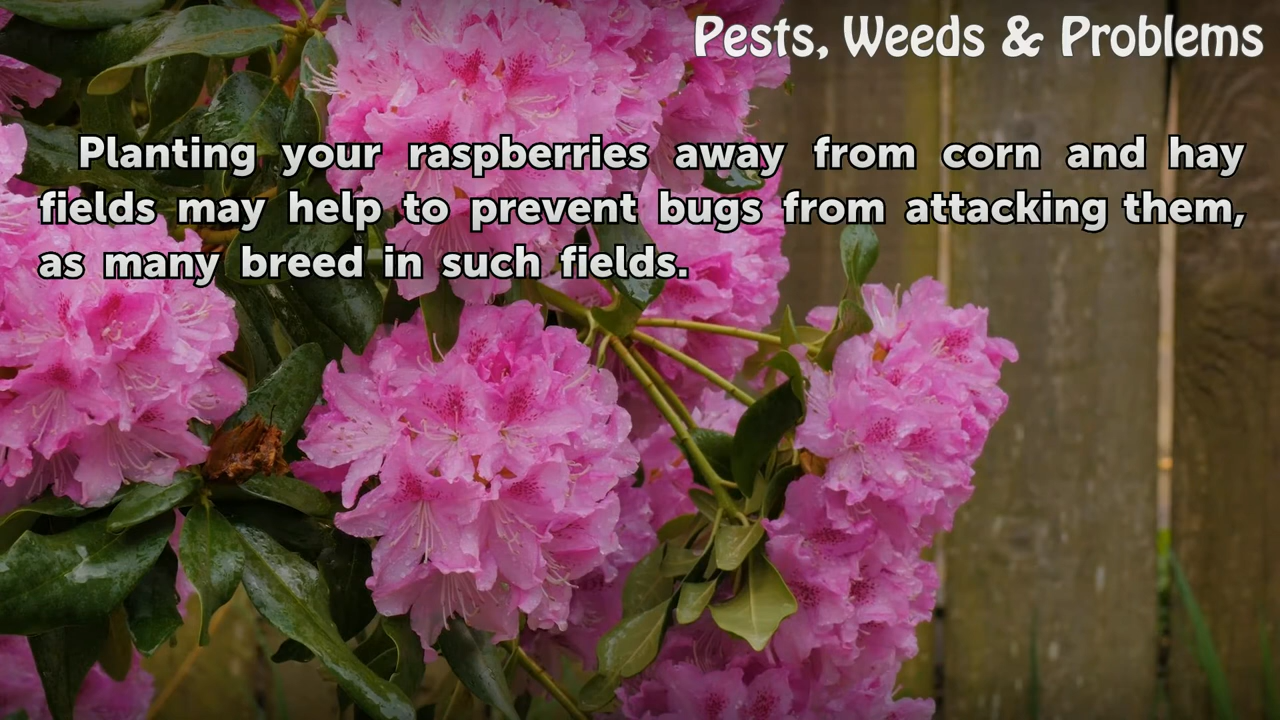 Pests, Weeds & Problems
Planting your raspberries away from corn and hay
fields may help to prevent bugs from attacking them,
as many breed in such fields.